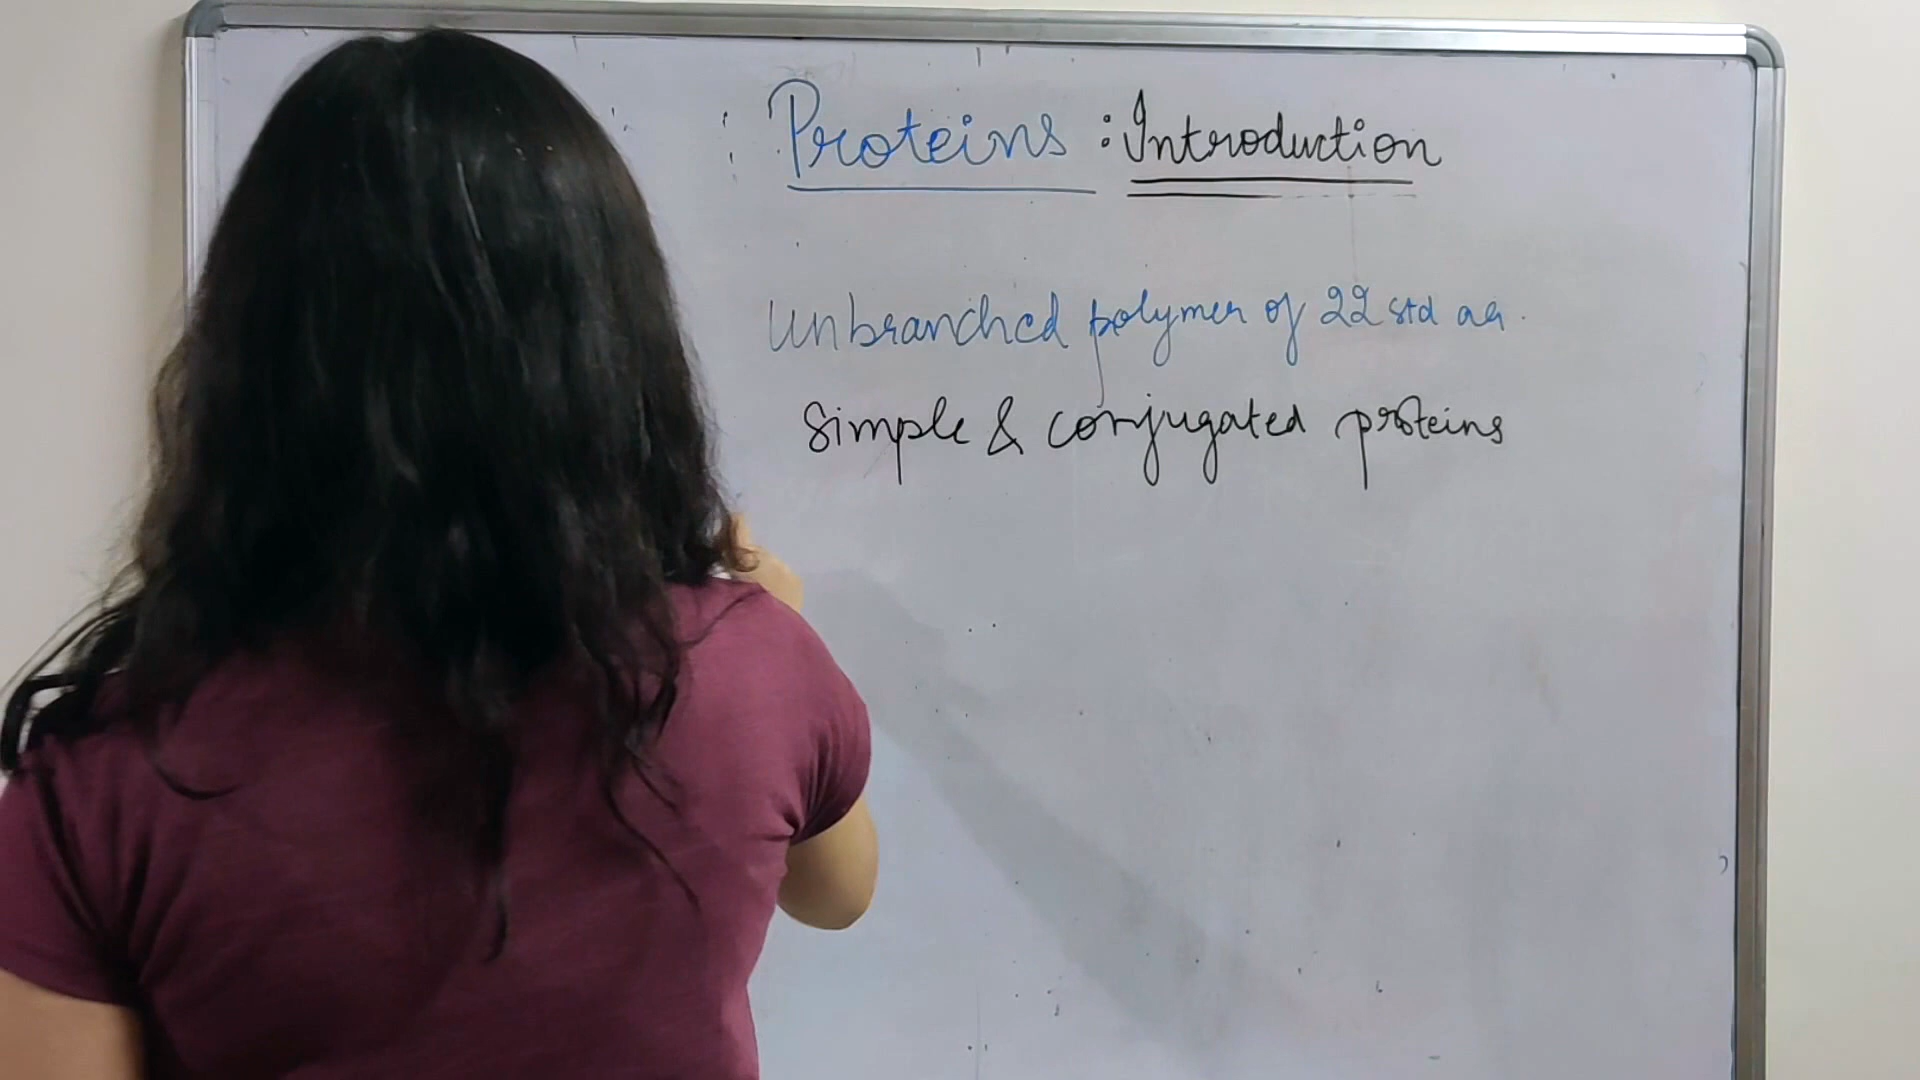 Proteins : Introduction
Unbranched polymer of 22 std aa.
Simple & conjugated proteins